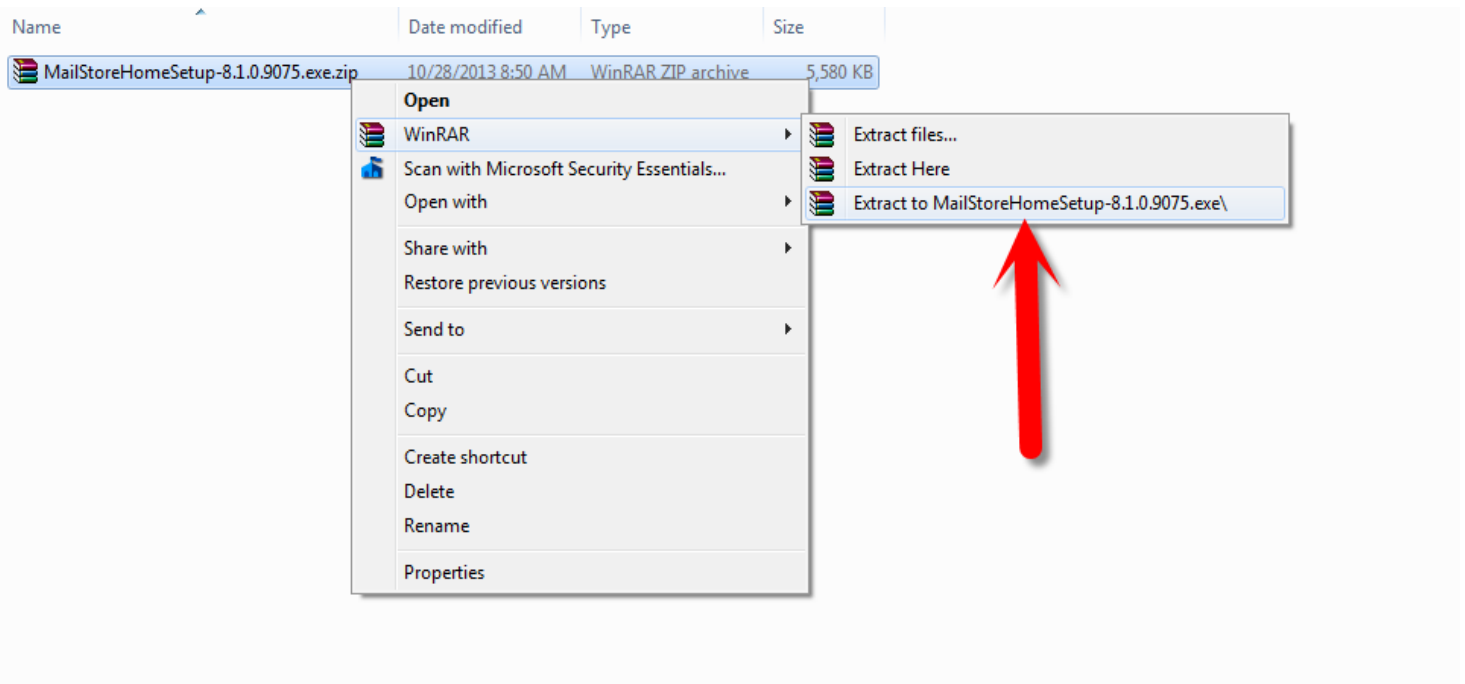 Name Date modified Type Size
MailStoreHomeSetup-8.1.0.9075.exe.zip 10/28/2013 8:50 AM WinRAR ZIP archive 5,580 KB
Open
WinRAR
Scan with Microsoft Security Essentials...
Open with
Share with
Restore previous versions
Send to
Cut
Copy
Create shortcut
Delete
Rename
Properties
Extract files...
Extract Here
Extract to MailStoreHomeSetup-8.1.0.9075.exe\